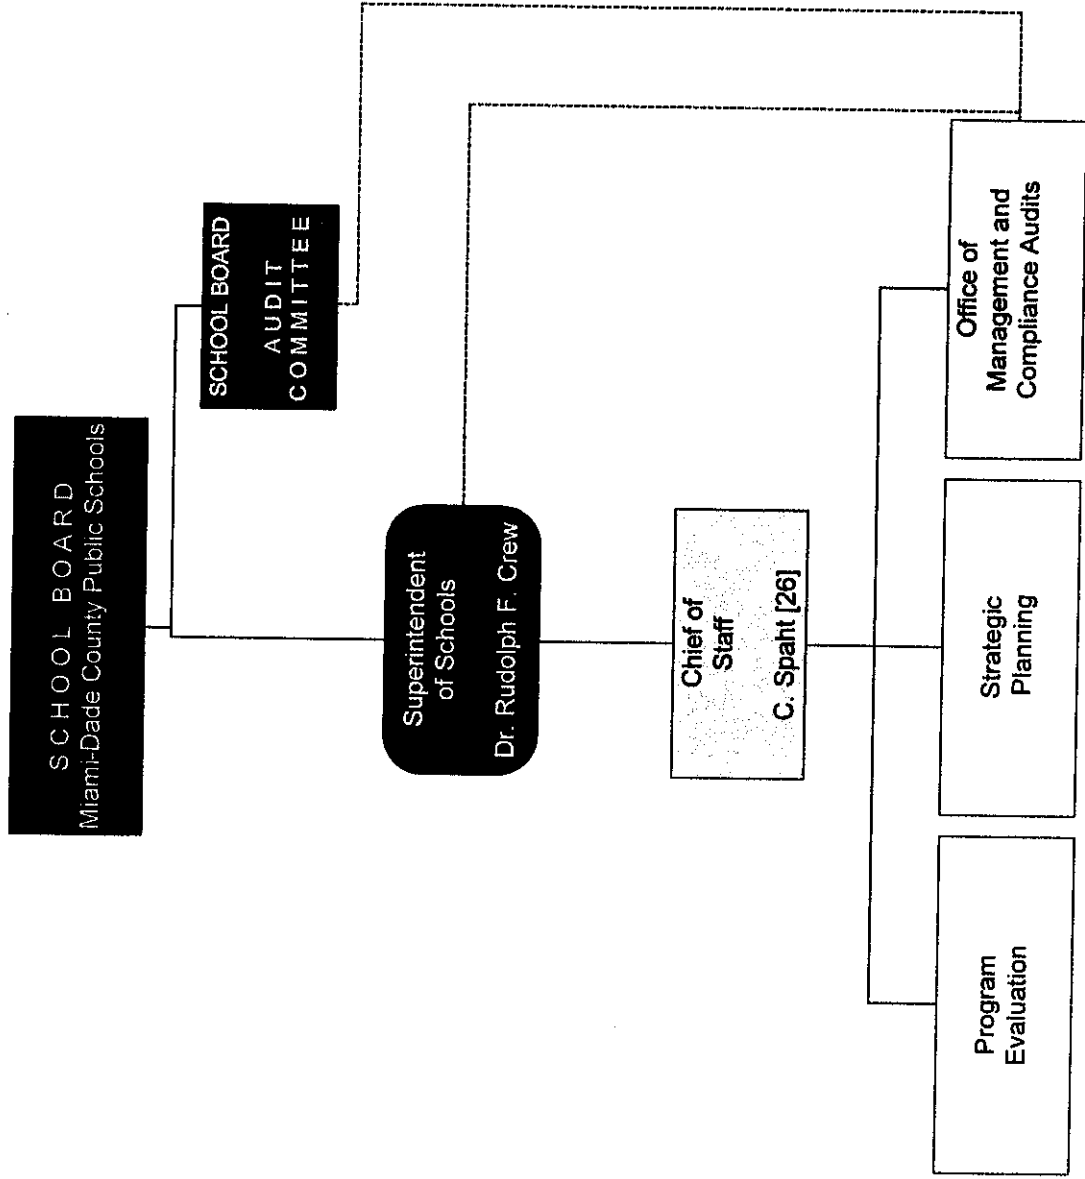 SCHOOL BOARD
Miami-Dade County Public Schools
SCHOOL BOARD
AUDIT
COMMITTEE
Superintendent
of Schools
Dr. Rudolph F. Crew
Chief of
Staff
C. Spaht [26]
Program
Evaluation
Strategic
Planning
Office of
Management and
Compliance Audits